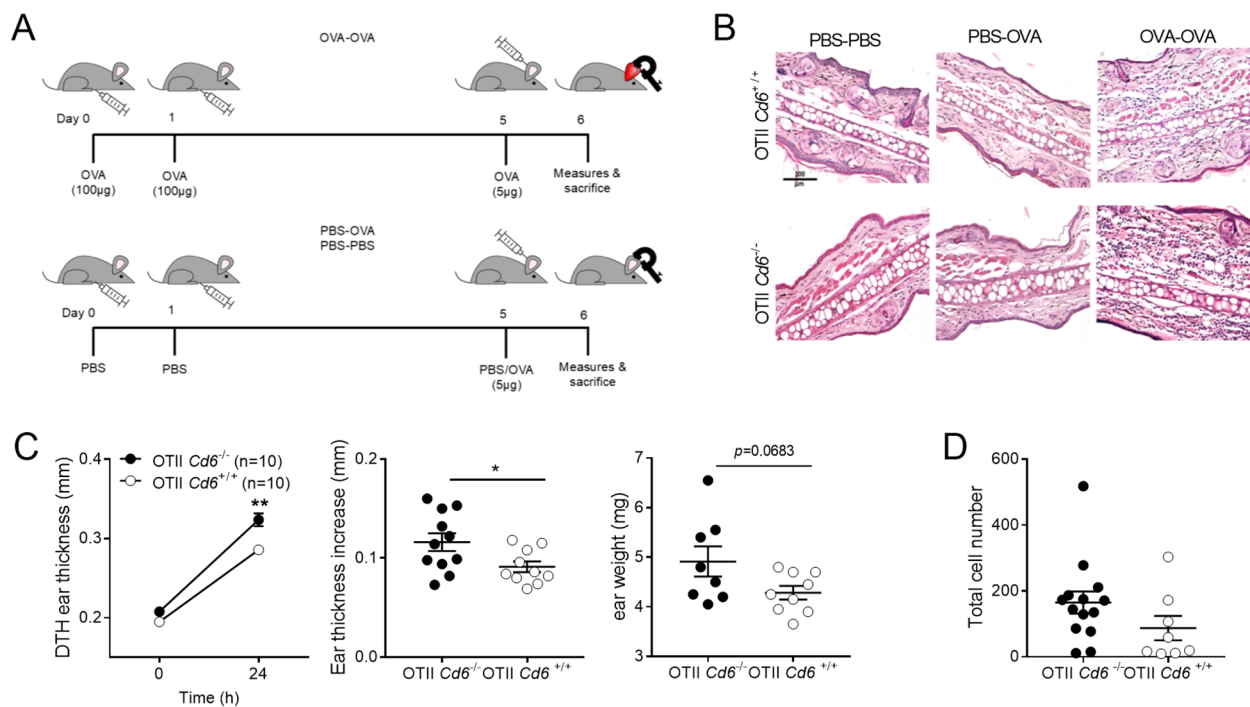 A
OVA-OVA
Day 0
1
5
6
OVA
(100μg)
OVA
(100μg)
OVA
(5μg)
Measures &
sacrifice
PBS-OVA
PBS-PBS
Day 0
1
5
6
PBS
PBS
PBS/OVA
(5μg)
Measures &
sacrifice
B
PBS-PBS
PBS-OVA
OVA-OVA
OTII Cd6+/+
100
μm
OTII Cd6-/-
C
DTH ear thickness (mm)
0.4
0.3
0.2
OTII Cd6-/- (n=10)
OTII Cd6+/+ (n=10)
**
0
24
Time (h)
Ear thickness increase (mm)
0.2
0.1
0.0
*
OTII Cd6-/- OTII Cd6 +/+
ear weight (mg)
7
6
5
4
3
p=0.0683
OTII Cd6-/- OTII Cd6 +/+
D
Total cell number
600
400
200
0
OTII Cd6 -/- OTII Cd6 +/+